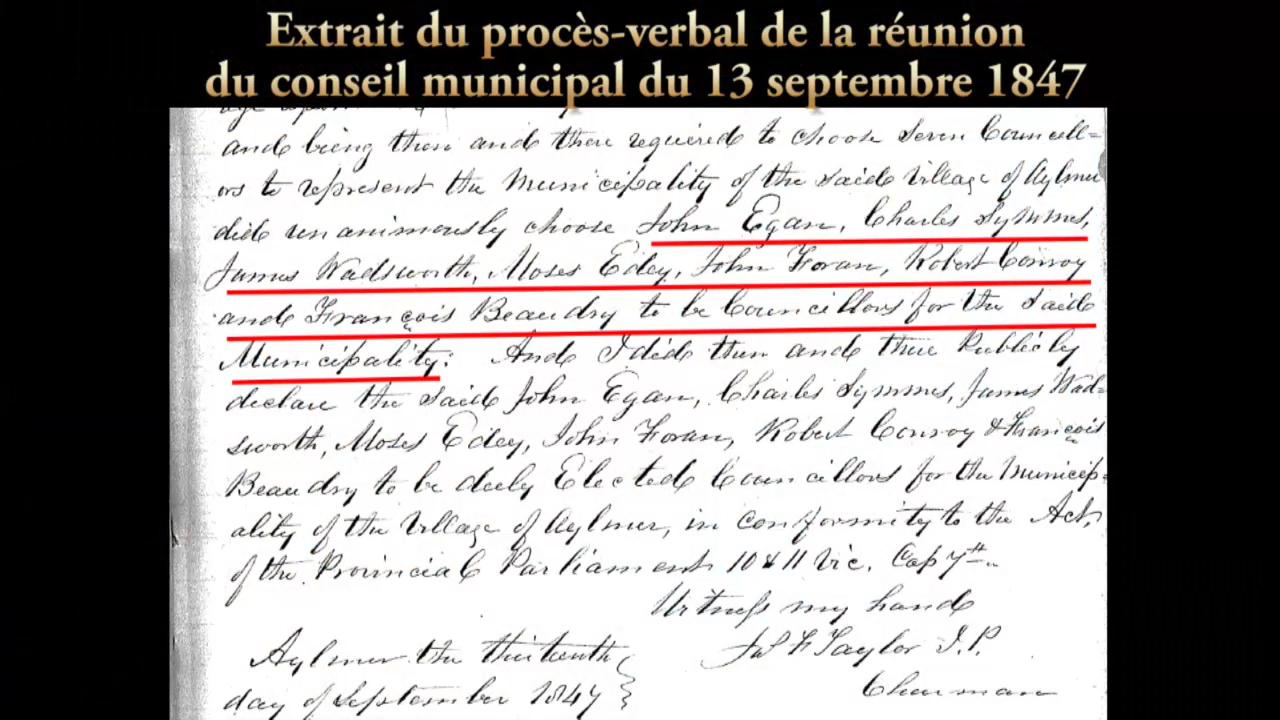 Extrait du procès-verbal de la réunion
du conseil municipal du 13 septembre 1847
and being then and there required to choose Seven Councill=
ors to represent the Municipality of the said Village of Aylmer
did unanimously choose John Egan, Charles Symmes,
James Wadsworth, Moses Edey, John Foran, Robert Conroy
and François Beaudry to be Councillors for the said
Municipality: And I did then and there Publicly
declare the said John Egan, Charles Symmes, James Wad=
sworth, Moses Edey, John Foran, Robert Conroy & François
Beaudry to be duly Elected Councillors for the Municip=
ality of the Village of Aylmer, in conformity to the Act,
of the Provincial Parliament 10 & 11 Vic. Cap 7th
Witness my hand
Aylmer the thirteenth
day of September 1847
Taylor J.P.
Chairman